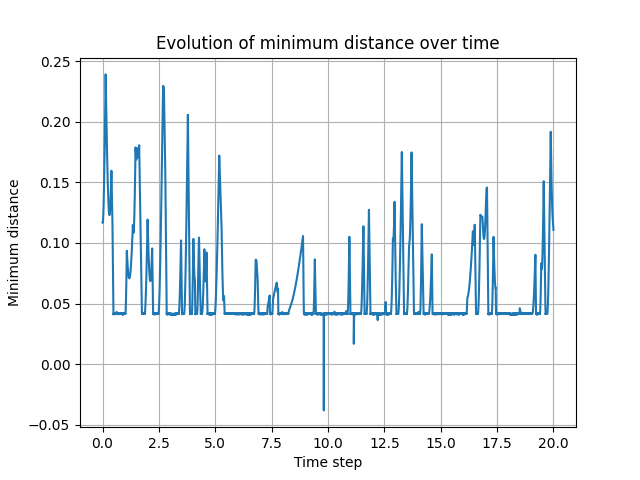 Evolution of minimum distance over time
Minimum distance
0.25
0.20
0.15
0.10
0.05
0.00
−0.05
0.0 2.5 5.0 7.5 10.0 12.5 15.0 17.5 20.0
Time step